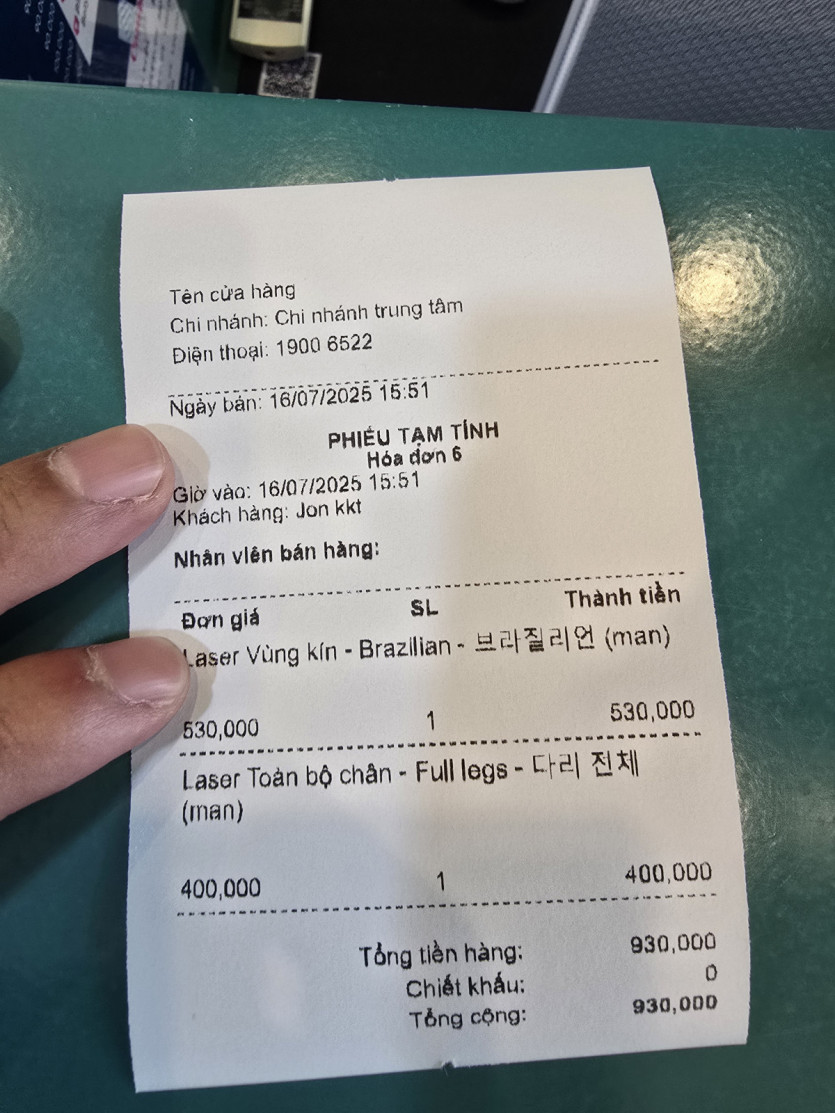 Tên cửa hàng
Chi nhánh: Chi nhánh trung tâm
Điện thoại: 1900 6522
Ngày bán: 16/07/2025 15:51
PHIẾU TẠM TÍNH
Hóa đơn 6
Giờ vào: 16/07/2025 15:51
Khách hàng: Jon kkt
Nhân viên bán hàng:
Đơn giá SL Thành tiền
Laser Vùng kín - Brazilian - 브라질리언 (man)
530,000 1 530,000
Laser Toàn bộ chân - Full legs - 다리 전체
(man)
400,000 1 400,000
Tổng tiền hàng: 930,000
Chiết khấu: 0
Tổng cộng: 930,000